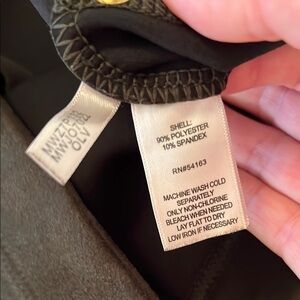 OLV
SHELL:
90% POLYESTER
10% SPANDEX
RN#54163
MACHINE WASH COLD
SEPARATELY
ONLY NON-CHLORINE
BLEACH WHEN NEEDED
LAY FLAT TO DRY
LOW IRON IF NECESSARY